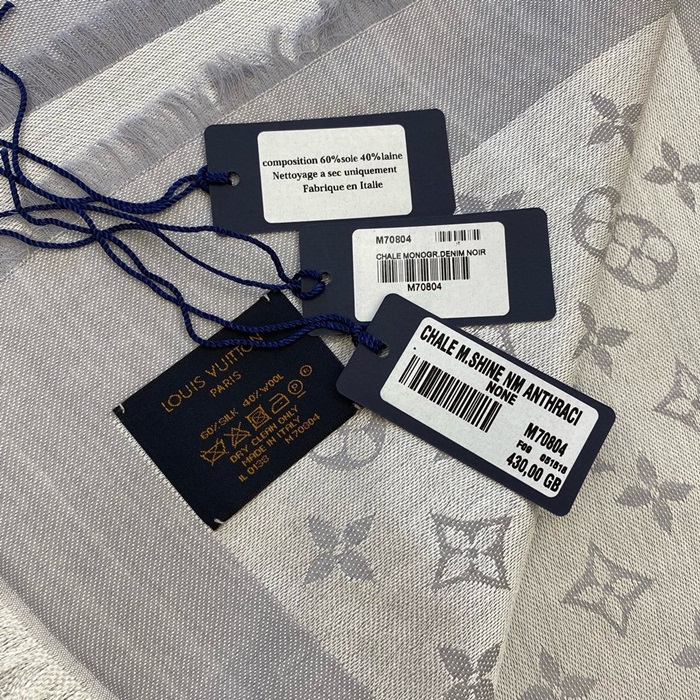 composition 60%soie 40%laine
Nettoyage a sec uniquement
Fabrique en Italie
M70804
CHALE MONOGR.DENIM NOIR
M70804
CHALE M.SHINE NM ANTHRACI
NONE
M70804
430,00 GB
LOUIS VUITTON
PARIS
60%SILK 40%WOOL
DRY CLEAN ONLY
MADE IN ITALY
M70804